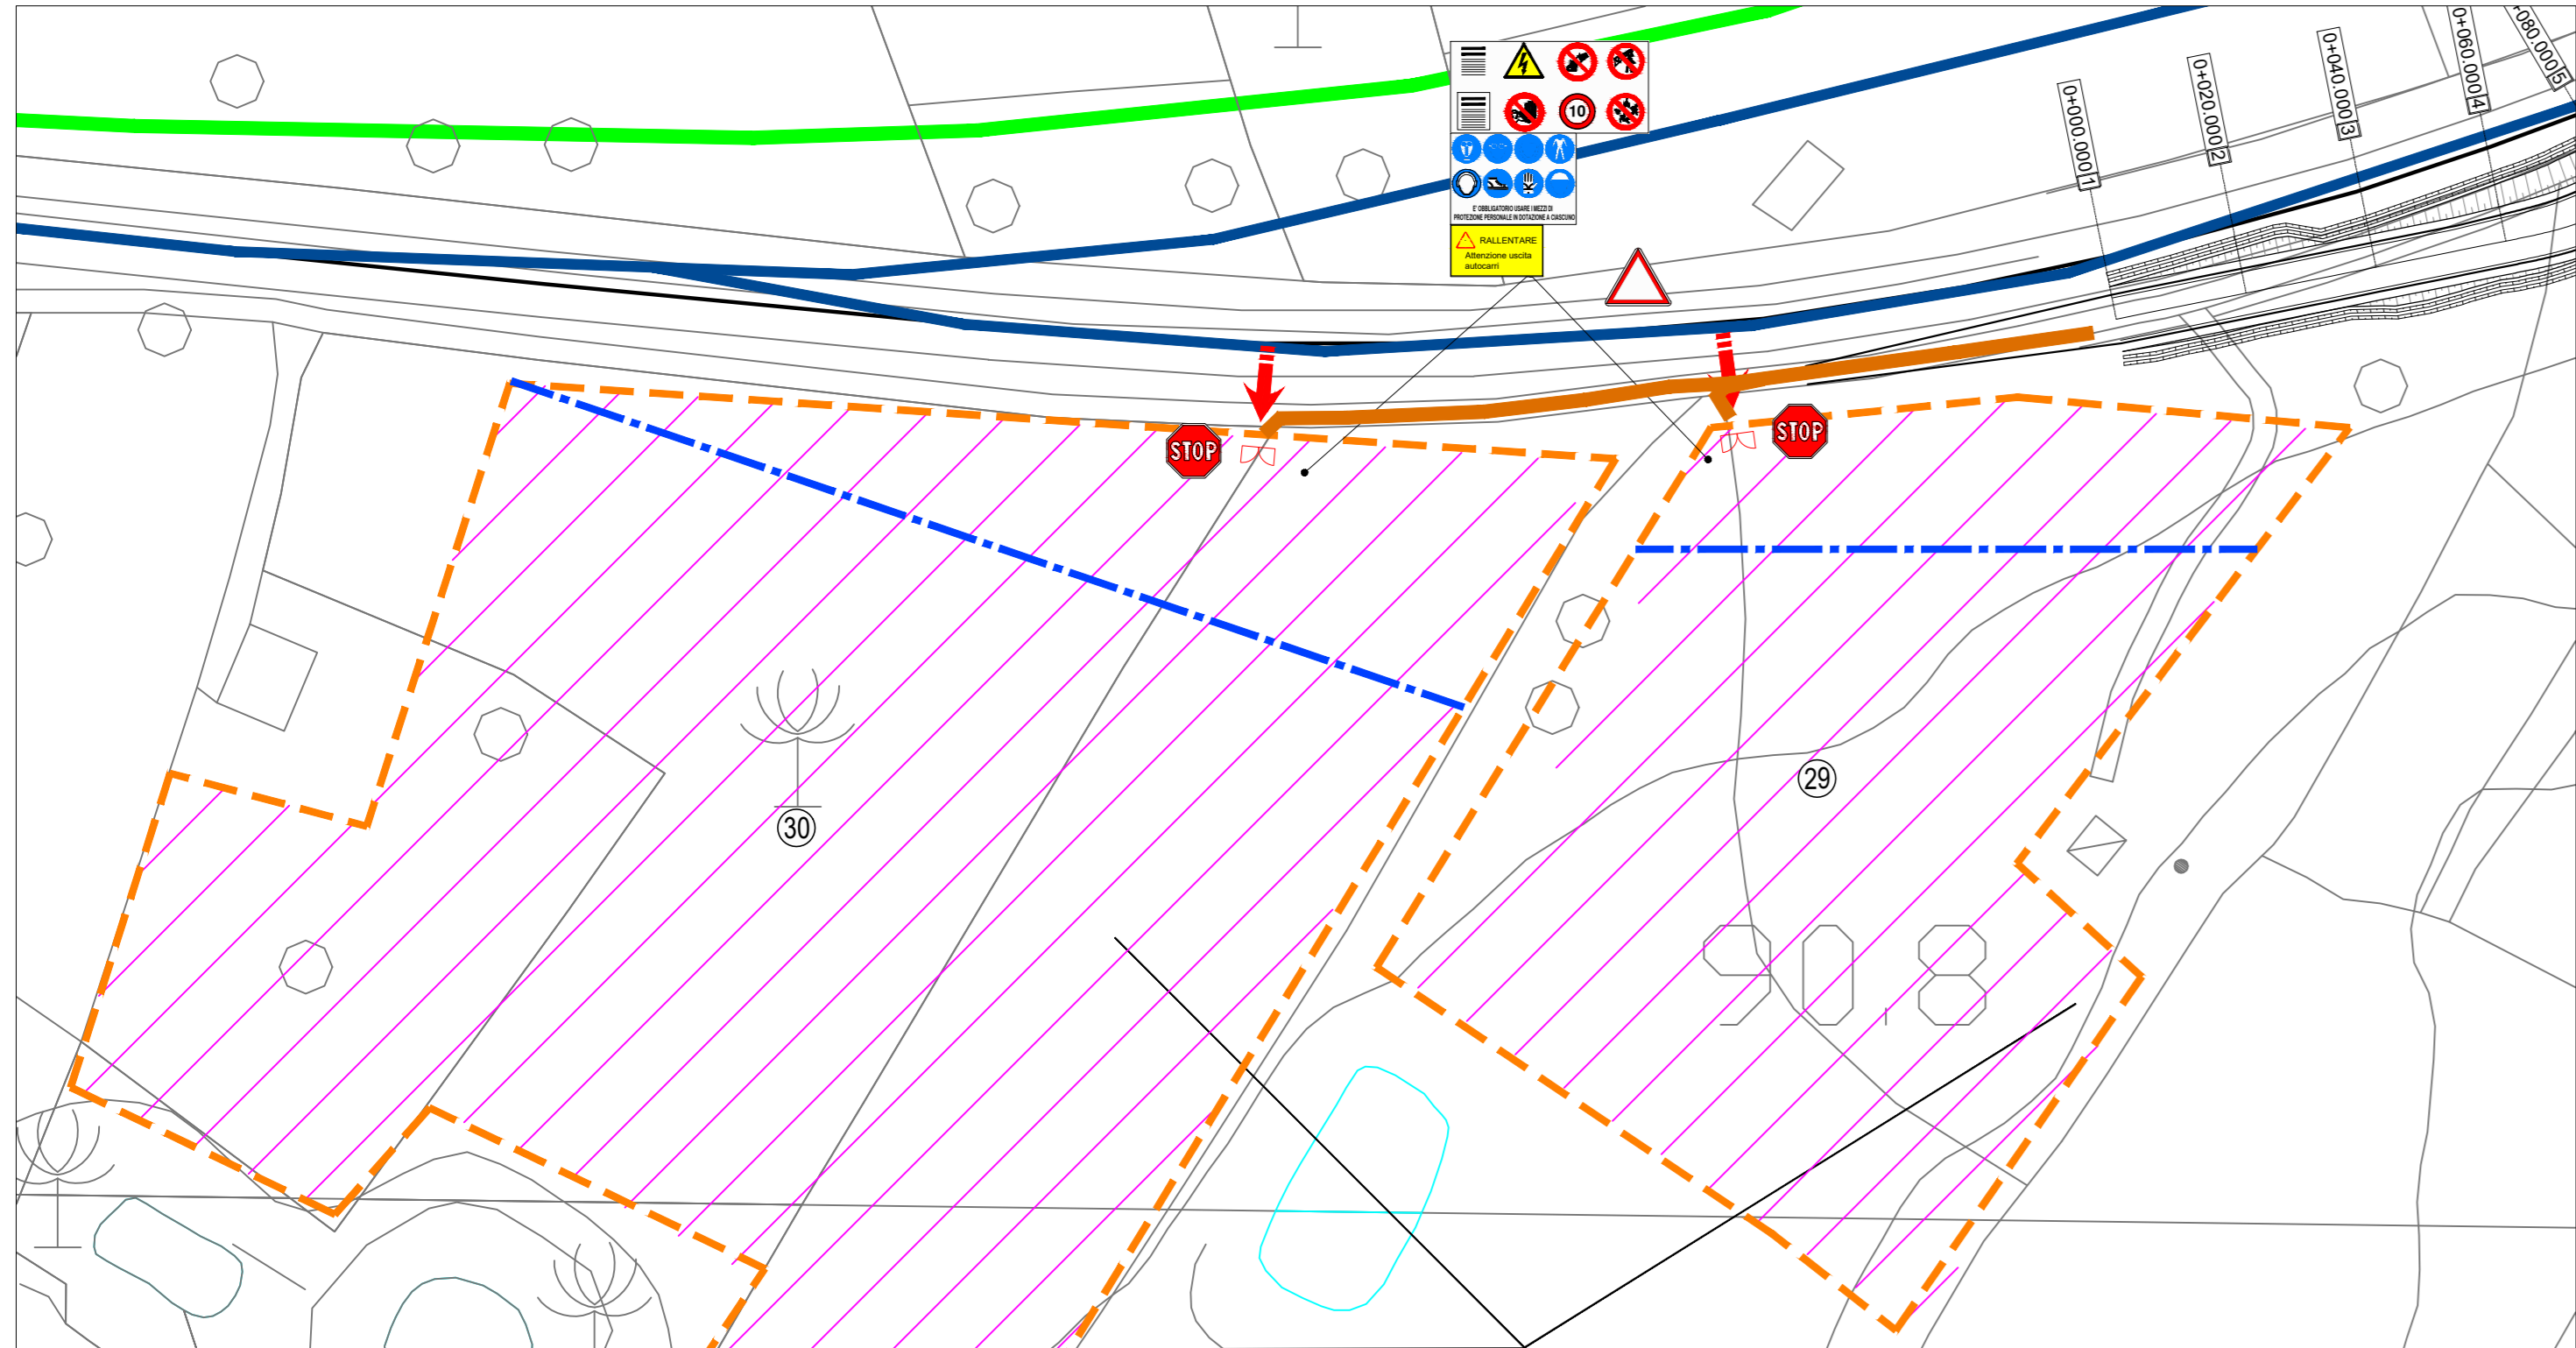 0+000.000 1
0+020.000 2
0+040.000 3
0+060.000 4
+080.000 5
10
E' OBBLIGATORIO USARE I MEZZI DI
PROTEZIONE PERSONALE IN DOTAZIONE A CIASCUNO
RALLENTARE
Attenzione uscita
autocarri
STOP
STOP
29
30